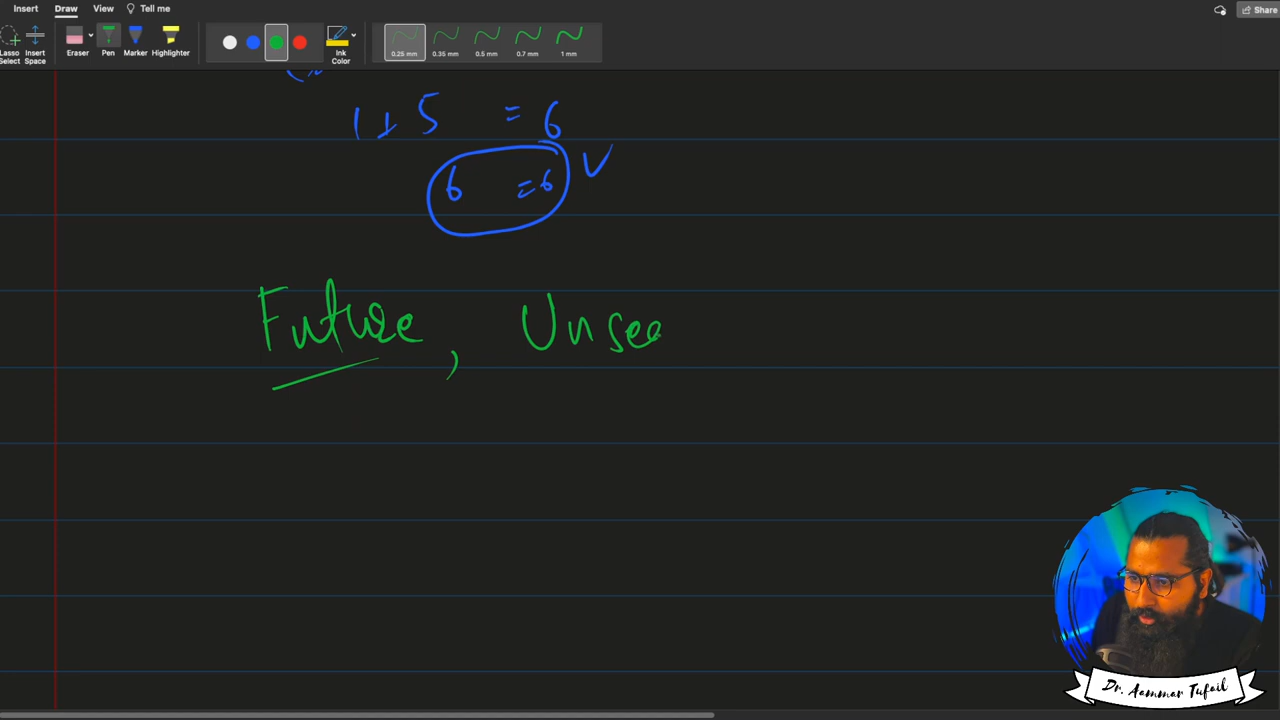 Insert Draw View Tell me
Share
Lasso Select
Insert Space
Eraser
Pen
Marker
Highlighter
Ink Color
0.25 mm
0.35 mm
0.5 mm
0.7 mm
1 mm
1 + 5 = 6
6 = 6
Future, Unsee
Dr. Aammar Tufail